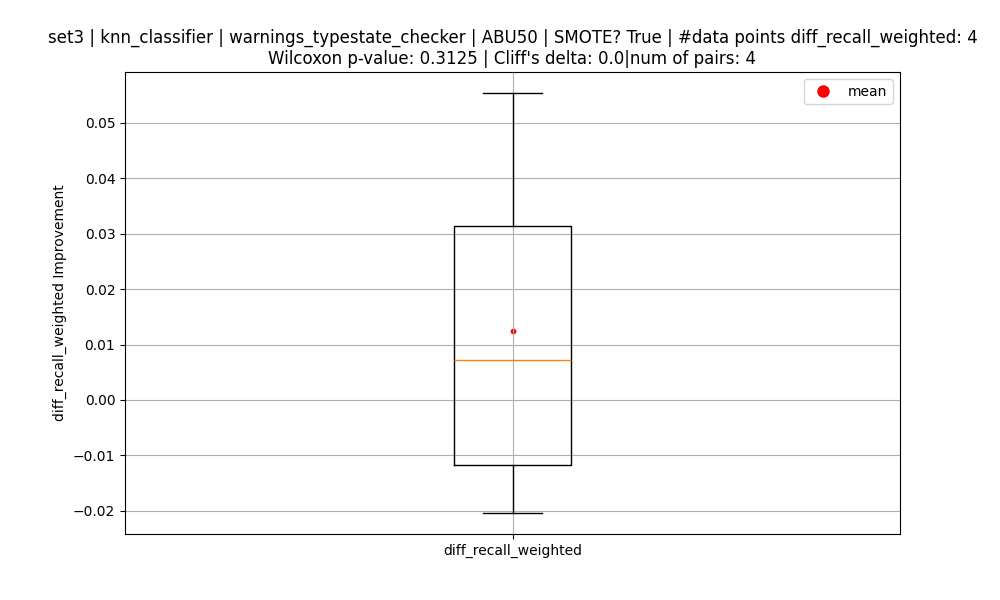 set3 | knn_classifier | warnings_typestate_checker | ABU50 | SMOTE? True | #data points diff_recall_weighted: 4
Wilcoxon p-value: 0.3125 | Cliff's delta: 0.0|num of pairs: 4
mean
0.05
0.04
0.03
0.02
0.01
0.00
−0.01
−0.02
diff_recall_weighted Improvement
diff_recall_weighted